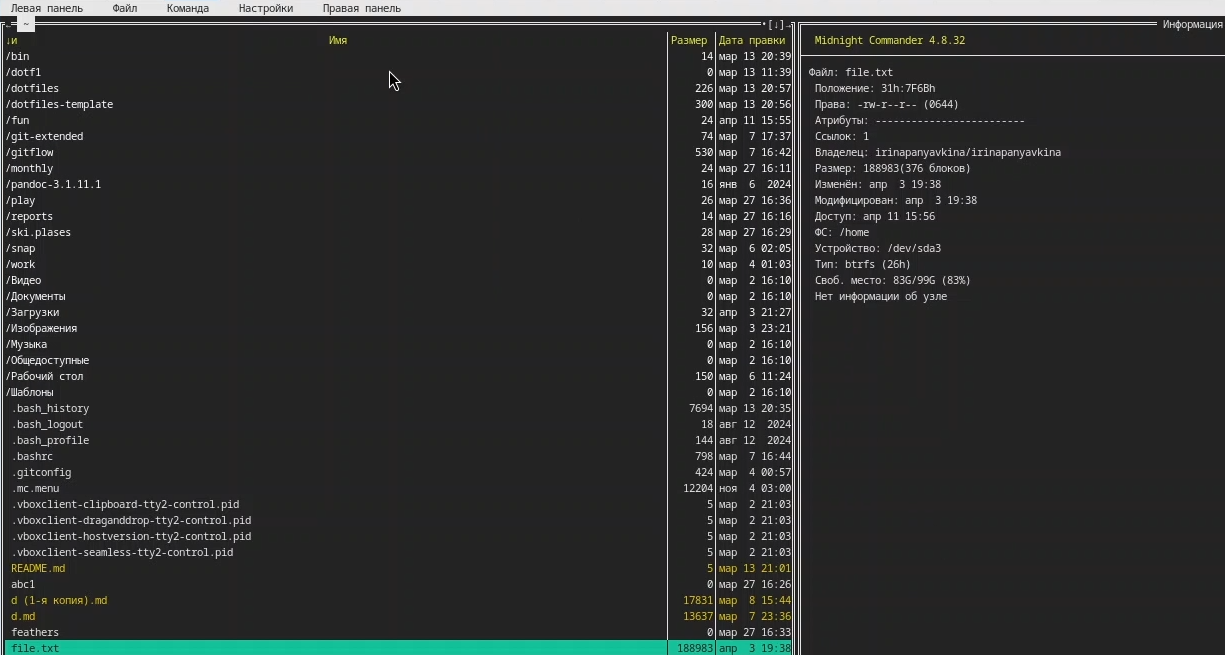 Левая панель Файл Команда Настройки Правая панель
~ [↓] Информация
↓и Имя Размер Дата правки
/bin 14 мар 13 20:39
/dotf1 0 мар 13 11:39
/dotfiles 226 мар 13 20:57
/dotfiles-template 300 мар 13 20:56
/fun 24 апр 11 15:55
/git-extended 74 мар 7 17:37
/gitflow 530 мар 7 16:42
/monthly 24 мар 27 16:11
/pandoc-3.1.11.1 16 янв 6 2024
/play 26 мар 27 16:36
/reports 14 мар 27 16:16
/ski.plases 28 мар 27 16:29
/snap 32 мар 6 02:05
/work 10 мар 4 01:03
/Видео 0 мар 2 16:10
/Документы 0 мар 2 16:10
/Загрузки 32 апр 3 21:27
/Изображения 156 мар 3 23:21
/Музыка 0 мар 2 16:10
/Общедоступные 0 мар 2 16:10
/Рабочий стол 150 мар 6 11:24
/Шаблоны 0 мар 2 16:10
.bash_history 7694 мар 13 20:35
.bash_logout 18 авг 12 2024
.bash_profile 144 авг 12 2024
.bashrc 798 мар 7 16:44
.gitconfig 424 мар 4 00:57
.mc.menu 12204 ноя 4 03:00
.vboxclient-clipboard-tty2-control.pid 5 мар 2 21:03
.vboxclient-draganddrop-tty2-control.pid 5 мар 2 21:03
.vboxclient-hostversion-tty2-control.pid 5 мар 2 21:03
.vboxclient-seamless-tty2-control.pid 5 мар 2 21:03
README.md 5 мар 13 21:01
abc1 0 мар 27 16:26
d (1-я копия).md 17831 мар 8 15:44
d.md 13637 мар 7 23:36
feathers 0 мар 27 16:33
file.txt 188983 апр 3 19:38
Midnight Commander 4.8.32
Файл: file.txt
Положение: 31h:7F6Bh
Права: -rw-r--r-- (0644)
Атрибуты: -------------------------
Ссылок: 1
Владелец: irinapanyavkina/irinapanyavkina
Размер: 188983(376 блоков)
Изменён: апр 3 19:38
Модифицирован: апр 3 19:38
Доступ: апр 11 15:56
ФС: /home
Устройство: /dev/sda3
Тип: btrfs (26h)
Своб. место: 83G/99G (83%)
Нет информации об узле